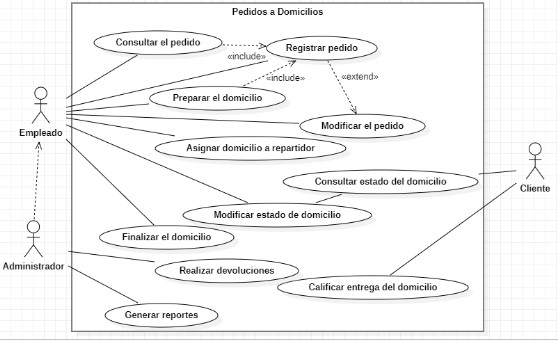 Pedidos a Domicilios
Consultar el pedido
Registrar pedido
«include»
«include»
«extend»
Preparar el domicilio
Empleado
Modificar el pedido
Asignar domicilio a repartidor
Consultar estado del domicilio
Cliente
Modificar estado de domicilio
Finalizar el domicilio
Administrador
Realizar devoluciones
Calificar entrega del domicilio
Generar reportes